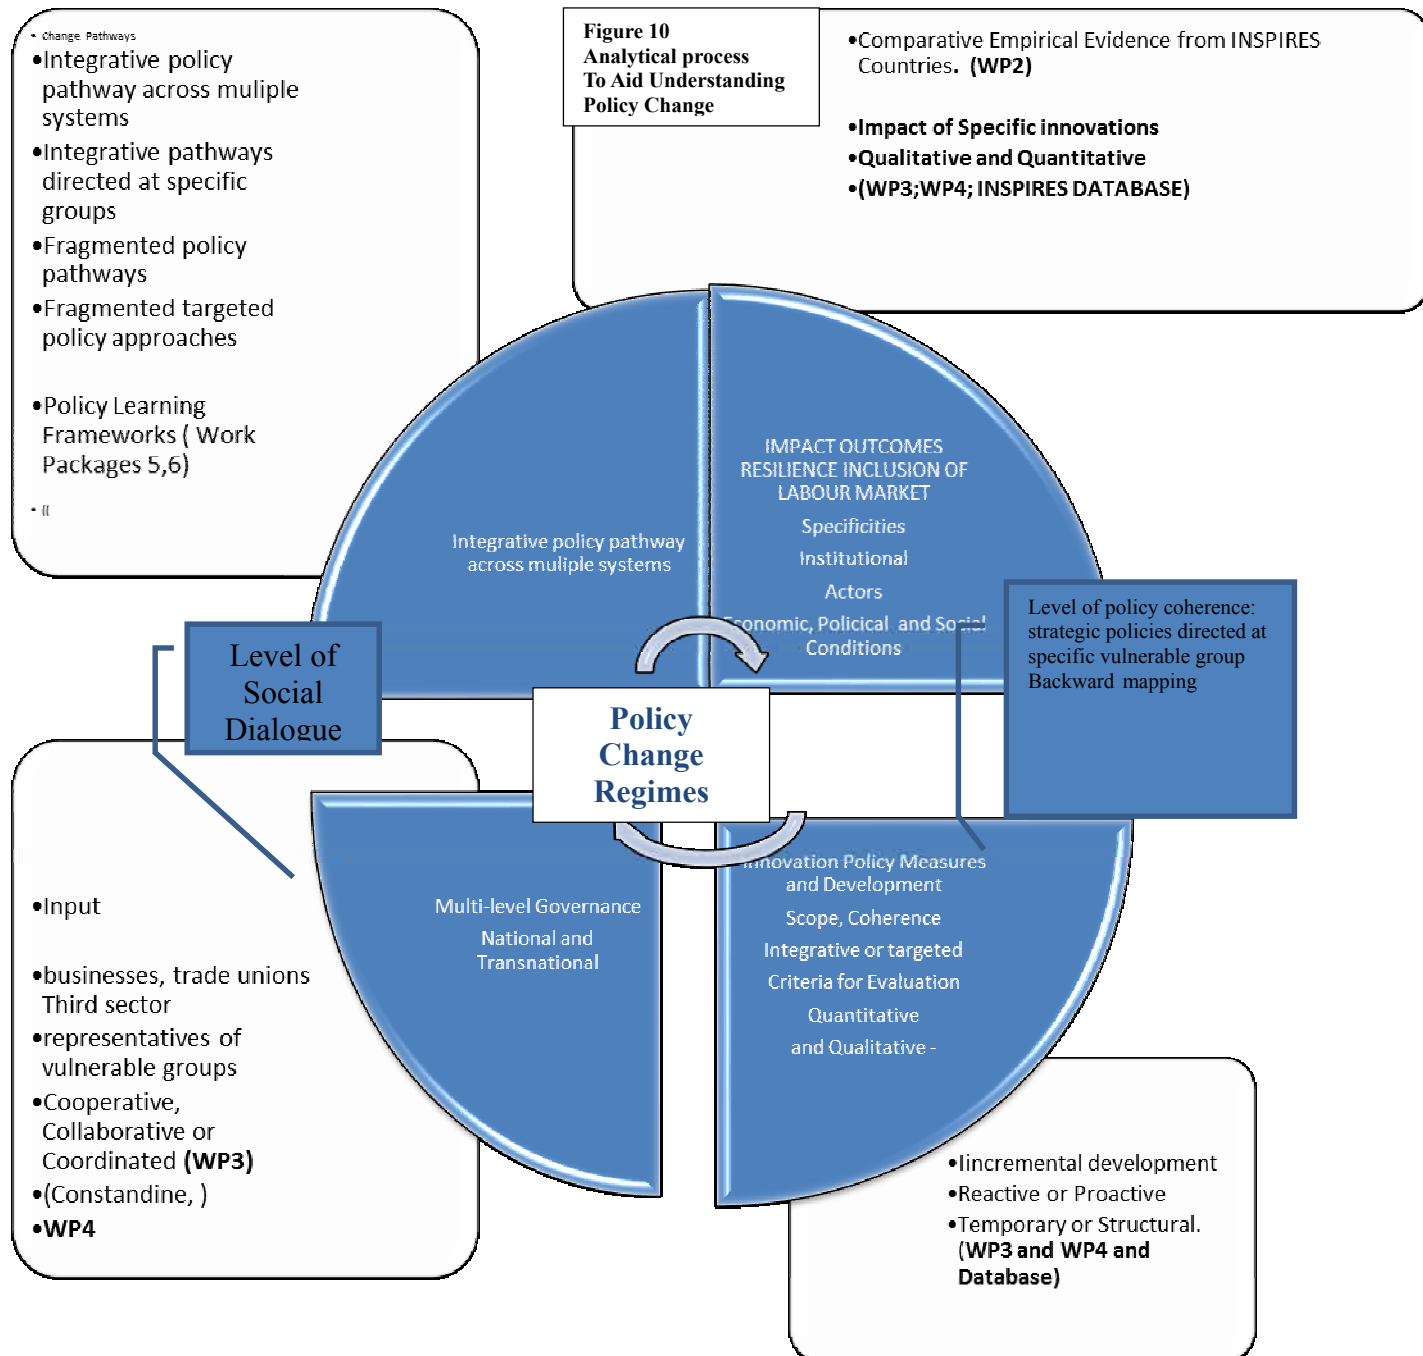 • Change Pathways
•Integrative policy
pathway across muliple
systems
•Integrative pathways
directed at specific
groups
•Fragmented policy
pathways
•Fragmented targeted
policy approaches
•Policy Learning
Frameworks ( Work
Packages 5,6)
• ((
Figure 10
Analytical process
To Aid Understanding
Policy Change
•Comparative Empirical Evidence from INSPIRES
Countries. (WP2)
•Impact of Specific innovations
•Qualitative and Quantitative
•(WP3;WP4; INSPIRES DATABASE)
Integrative policy pathway
across muliple systems
IMPACT OUTCOMES
RESILIENCE INCLUSION OF
LABOUR MARKET
Specificities
Institutional
Actors
Economic, Policical and Social
Conditions
Level of
Social
Dialogue
Level of policy coherence:
strategic policies directed at
specific vulnerable group
Backward mapping
Policy
Change
Regimes
•Input
•businesses, trade unions
Third sector
•representatives of
vulnerable groups
•Cooperative,
Collaborative or
Coordinated (WP3)
•(Constandine, )
•WP4
Multi-level Governance
National and
Transnational
Innovation Policy Measures
and Development
Scope, Coherence
Integrative or targeted
Criteria for Evaluation
Quantitative
and Qualitative -
•Iincremental development
•Reactive or Proactive
•Temporary or Structural.
(WP3 and WP4 and
Database)